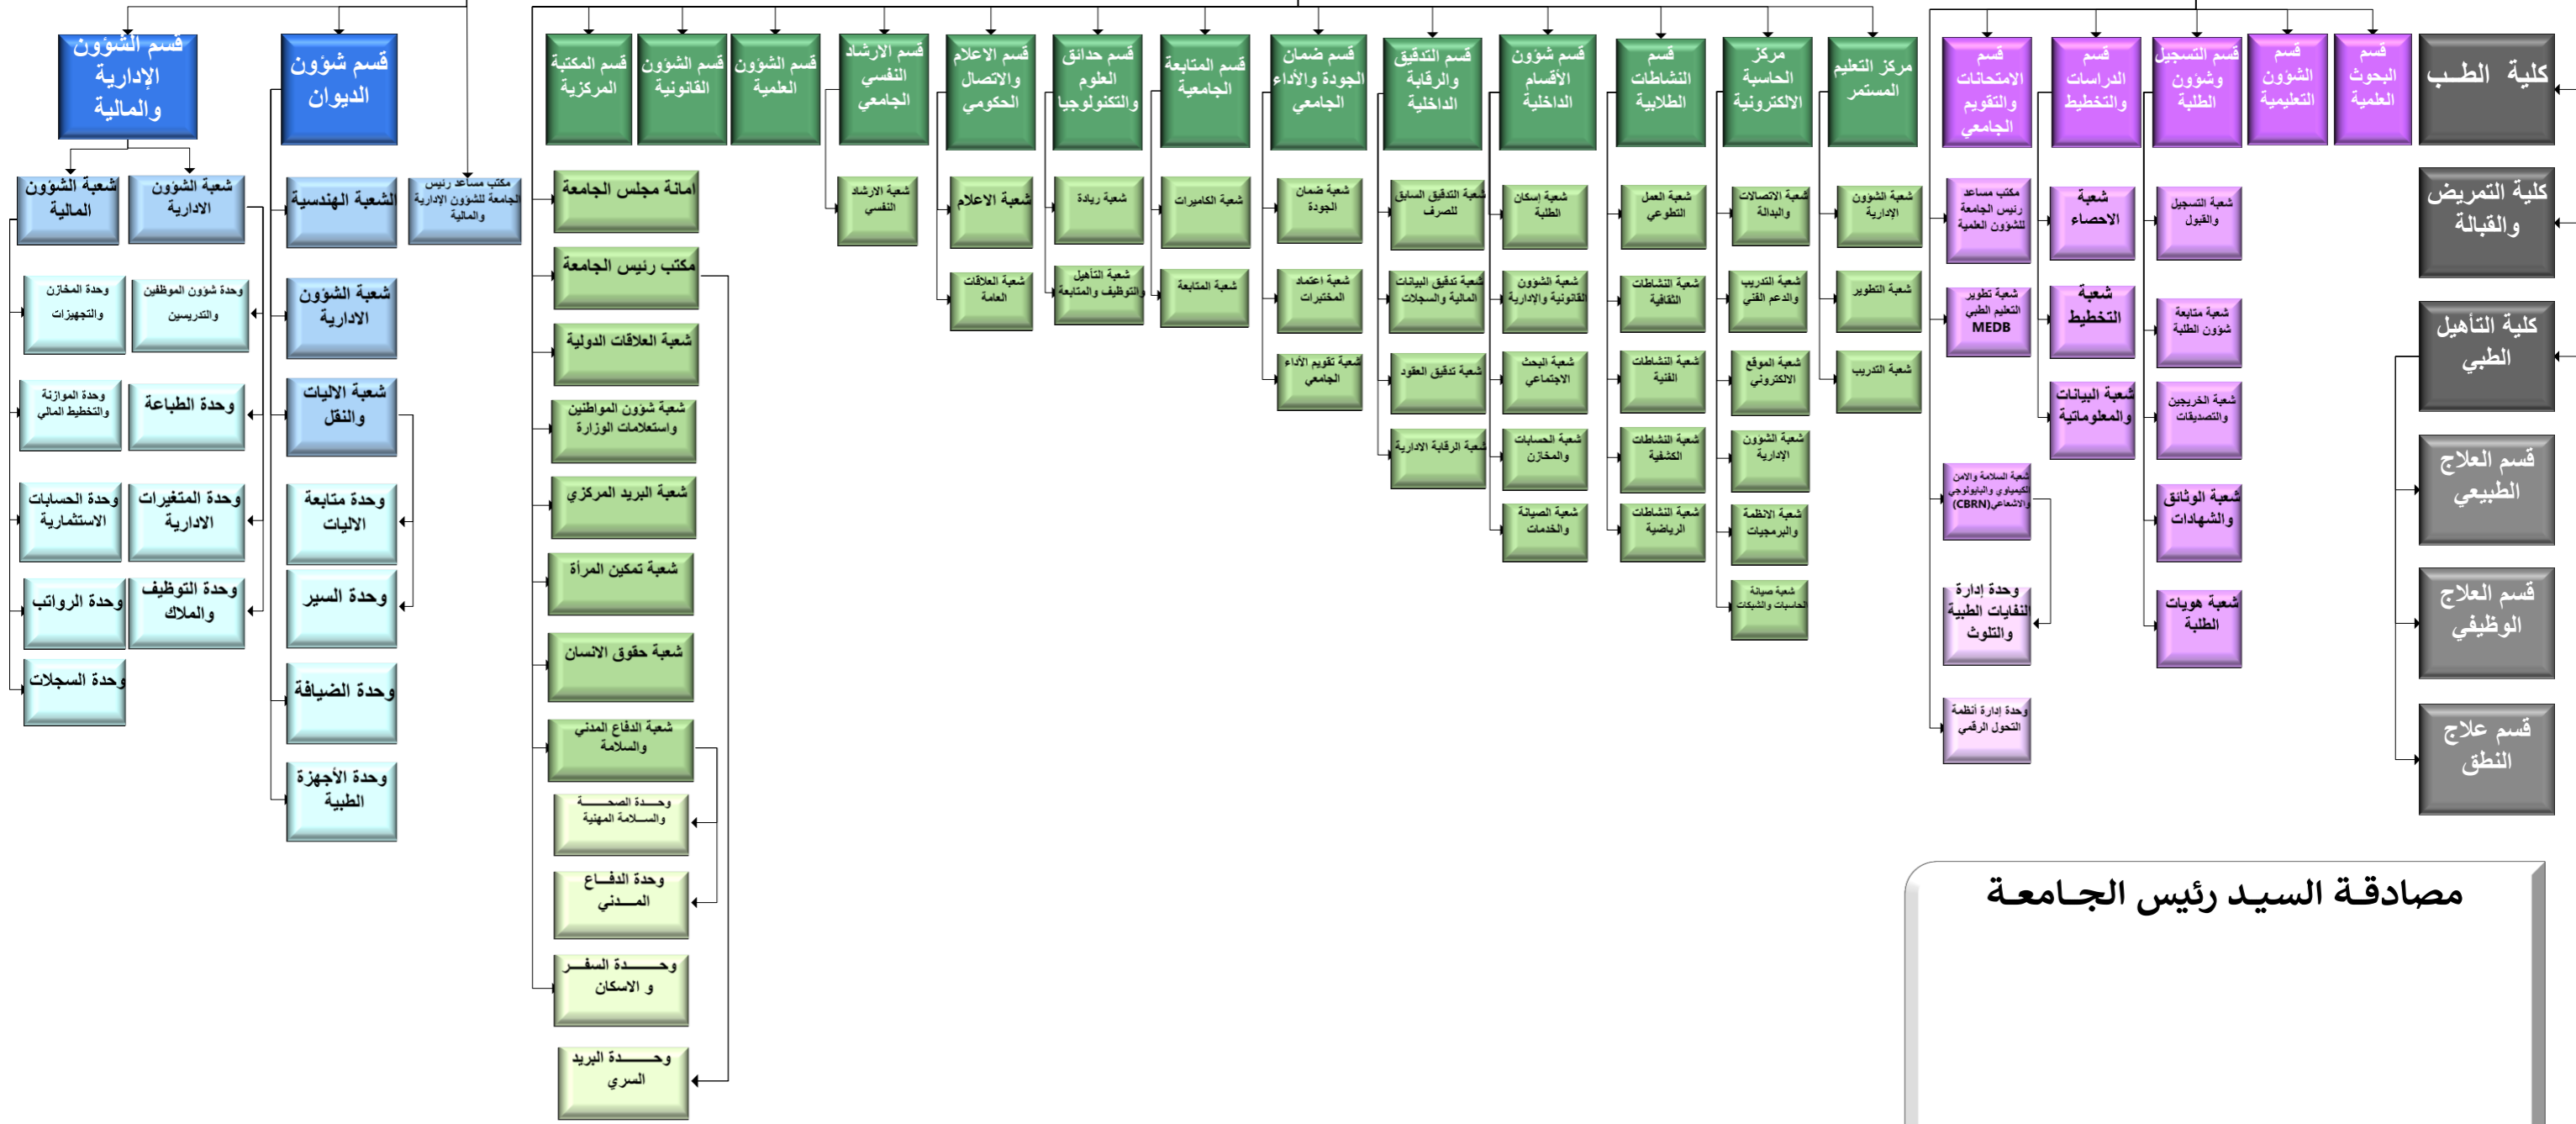 كلية الطـب
كلية التمريض
والقبالة
كلية التأهيل
الطبي
قسم العلاج
الطبيعي
قسم العلاج
الوظيفي
قسم علاج
النطق
قسم
البحوث
العلمية
قسم
الشؤون
التعليمية
قسم التسجيل
وشؤون
الطلبة
شعبة التسجيل
والقبول
شعبة متابعة
شؤون الطلبة
شعبة الخريجين
والتصديقات
شعبة الوثائق
والشهادات
شعبة هويات
الطلبة
قسم
الدراسات
والتخطيط
شعبة
الاحصاء
شعبة
التخطيط
شعبة البيانات
والمعلوماتية
قسم
الامتحانات
والتقويم
الجامعي
مكتب مساعد
رئيس الجامعة
للشؤون العلمية
شعبة تطوير
التعليم الطبي
MEDB
شعبة السلامة والامن
الكيمياوي والبايولوجي
والاشعاعي(CBRN)
وحدة إدارة
النفايات الطبية
والتلوث
وحدة إدارة أنظمة
التحول الرقمي
مركز التعليم
المستمر
شعبة الشؤون
الإدارية
شعبة التطوير
شعبة التدريب
مركز
الحاسبة
الالكترونية
شعبة الاتصالات
والبدالة
شعبة التدريب
والدعم الفني
شعبة الموقع
الالكتروني
شعبة الشؤون
الإدارية
شعبة الانظمة
والبرمجيات
شعبة صيانة
الحاسبات والشبكات
قسم
النشاطات
الطلابية
شعبة العمل
التطوعي
شعبة النشاطات
الثقافية
شعبة النشاطات
الفنية
شعبة النشاطات
الكشفية
شعبة النشاطات
الرياضية
قسم شؤون
الأقسام
الداخلية
شعبة إسكان
الطلبة
شعبة الشؤون
القانونية والإدارية
شعبة البحث
الاجتماعي
شعبة الحسابات
والمخازن
شعبة الصيانة
والخدمات
قسم التدقيق
والرقابة
الداخلية
شعبة التدقيق السابق
للصرف
شعبة تدقيق البيانات
المالية والسجلات
شعبة تدقيق العقود
شعبة الرقابة الادارية
قسم ضمان
الجودة والأداء
الجامعي
شعبة ضمان
الجودة
شعبة اعتماد
المختبرات
شعبة تقويم الأداء
الجامعي
قسم المتابعة
الجامعية
شعبة الكاميرات
شعبة المتابعة
قسم حدائق
العلوم
والتكنولوجيا
شعبة ريادة
شعبة التأهيل
والتوظيف والمتابعة
قسم الاعلام
والاتصال
الحكومي
شعبة الاعلام
شعبة العلاقات
العامة
قسم الارشاد
النفسي
الجامعي
شعبة الارشاد
النفسي
قسم الشؤون
العلمية
قسم الشؤون
القانونية
قسم المكتبة
المركزية
امانة مجلس الجامعة
مكتب رئيس الجامعة
شعبة العلاقات الدولية
شعبة شؤون المواطنين
واستعلامات الوزارة
شعبة البريد المركزي
شعبة تمكين المرأة
شعبة حقوق الانسان
شعبة الدفاع المدني
والسلامة
وحـــدة الصحـــــة
والســـلامة المهنية
وحدة الدفــاع
المـــدني
وحـــــــدة السفـــر
و الاسكان
وحـــــــدة البريد
السري
مكتب مساعد رئيس
الجامعة للشؤون الإدارية
والمالية
قسم شؤون
الديوان
الشعبة الهندسية
شعبة الشؤون
الادارية
شعبة الاليات
والنقل
وحدة متابعة
الاليات
وحدة السير
وحدة الضيافة
وحدة الأجهزة
الطبية
قسم الشؤون
الإدارية
والمالية
شعبة الشؤون
الادارية
وحدة شؤون الموظفين
والتدريسين
وحدة الطباعة
وحدة المتغيرات
الادارية
وحدة التوظيف
والملاك
شعبة الشؤون
المالية
وحدة المخازن
والتجهيزات
وحدة الموازنة
والتخطيط المالي
وحدة الحسابات
الاستثمارية
وحدة الرواتب
وحدة السجلات
مصادقـة السيـد رئيس الجـامعـة